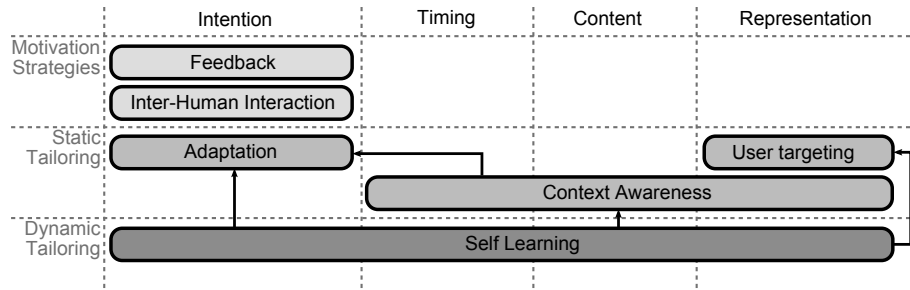 Intention Timing Content Representation
Motivation
Strategies
Feedback
Inter-Human Interaction
Static
Tailoring
Adaptation
User targeting
Context Awareness
Dynamic
Tailoring
Self Learning